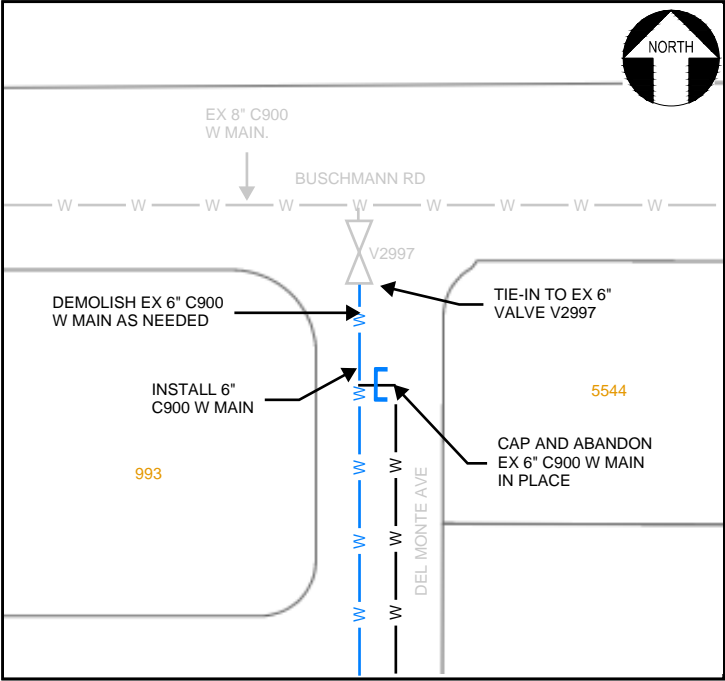 NORTH
EX 8" C900
W MAIN.
BUSCHMANN RD
W W W W W W W W W
V2997
DEMOLISH EX 6" C900
W MAIN AS NEEDED
TIE-IN TO EX 6"
VALVE V2997
W
INSTALL 6"
C900 W MAIN
W
5544
CAP AND ABANDON
EX 6" C900 W MAIN
IN PLACE
993
W W
DEL MONTE AVE
W W
W W